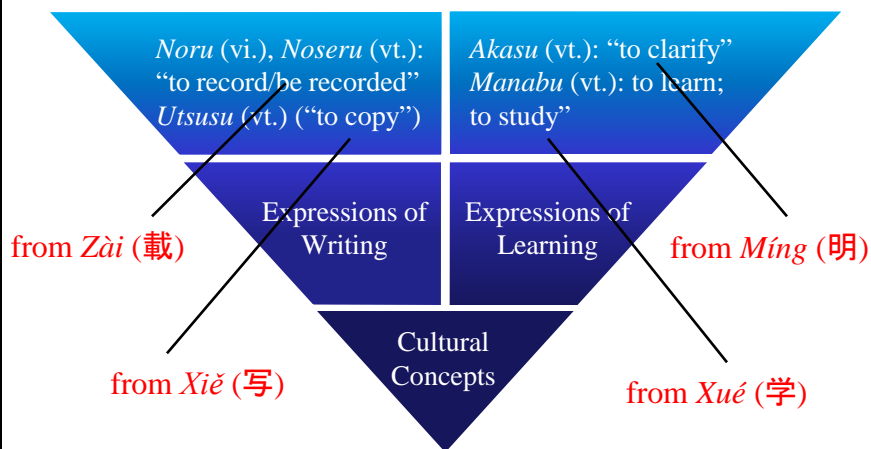 Noru (vi.), Noseru (vt.):
“to record/be recorded”
Utsusu (vt.) (“to copy”)
Akasu (vt.): “to clarify”
Manabu (vt.): to learn;
to study”
Expressions of
Writing
Expressions of
Learning
from Zài (載)
from Míng (明)
Cultural
Concepts
from Xiě (写)
from Xué (学)